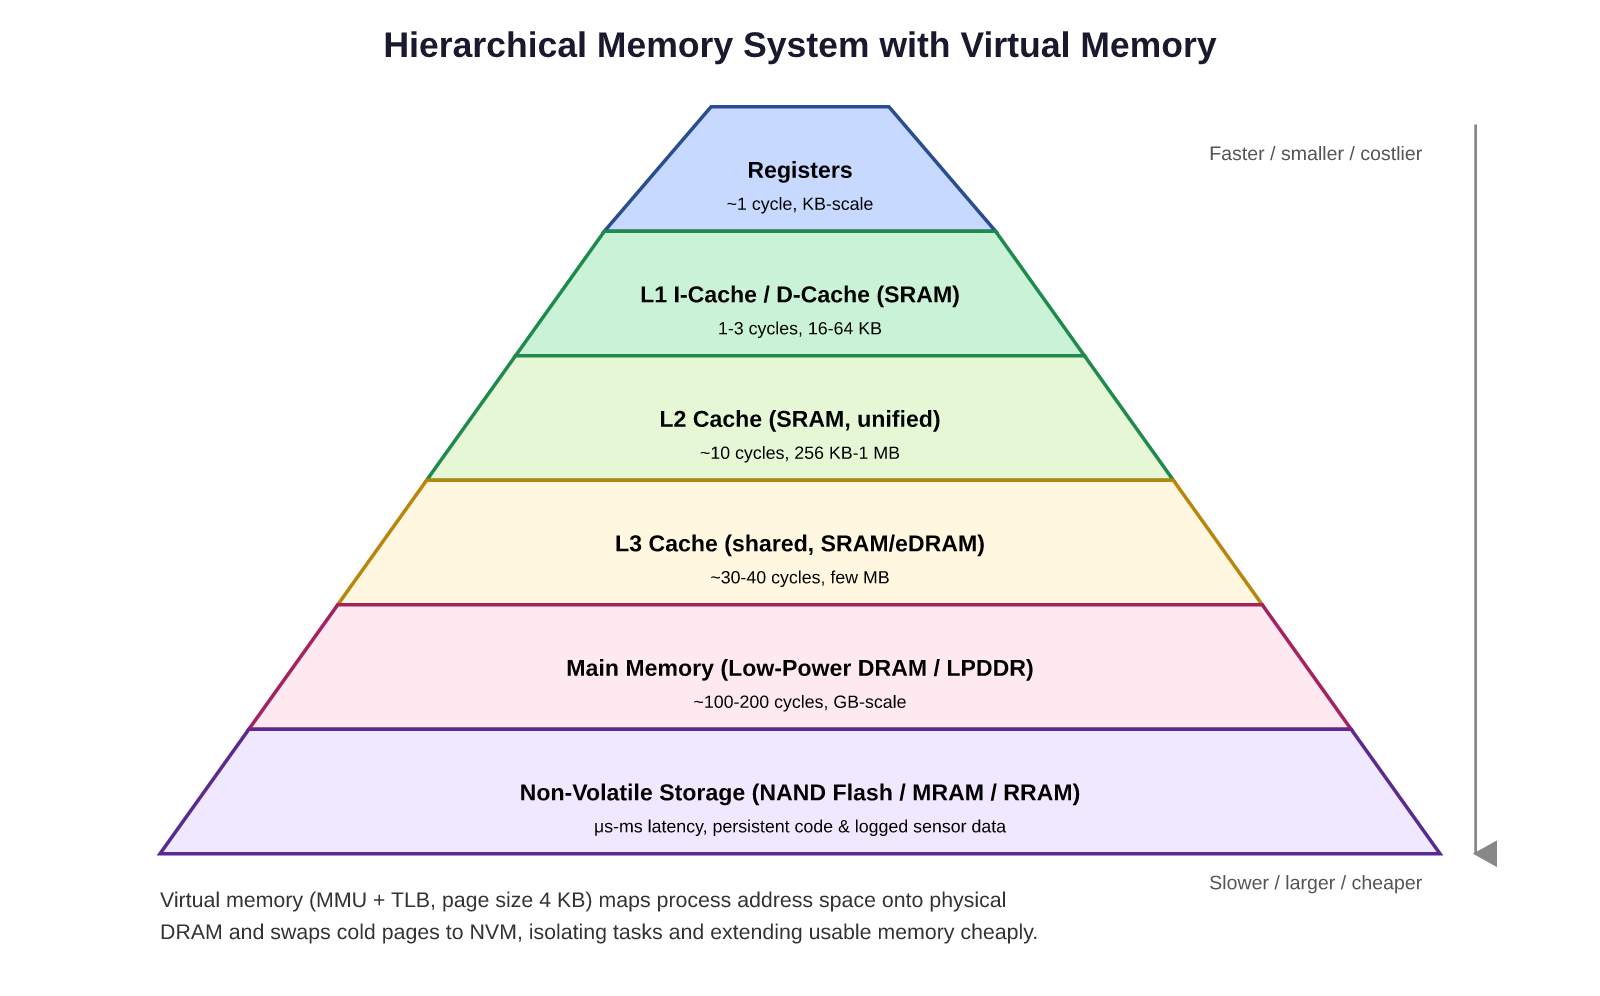 Hierarchical Memory System with Virtual Memory
Faster / smaller / costlier
Registers
~1 cycle, KB-scale
L1 I-Cache / D-Cache (SRAM)
1-3 cycles, 16-64 KB
L2 Cache (SRAM, unified)
~10 cycles, 256 KB-1 MB
L3 Cache (shared, SRAM/eDRAM)
~30-40 cycles, few MB
Main Memory (Low-Power DRAM / LPDDR)
~100-200 cycles, GB-scale
Non-Volatile Storage (NAND Flash / MRAM / RRAM)
μs-ms latency, persistent code & logged sensor data
Slower / larger / cheaper
Virtual memory (MMU + TLB, page size 4 KB) maps process address space onto physical
DRAM and swaps cold pages to NVM, isolating tasks and extending usable memory cheaply.